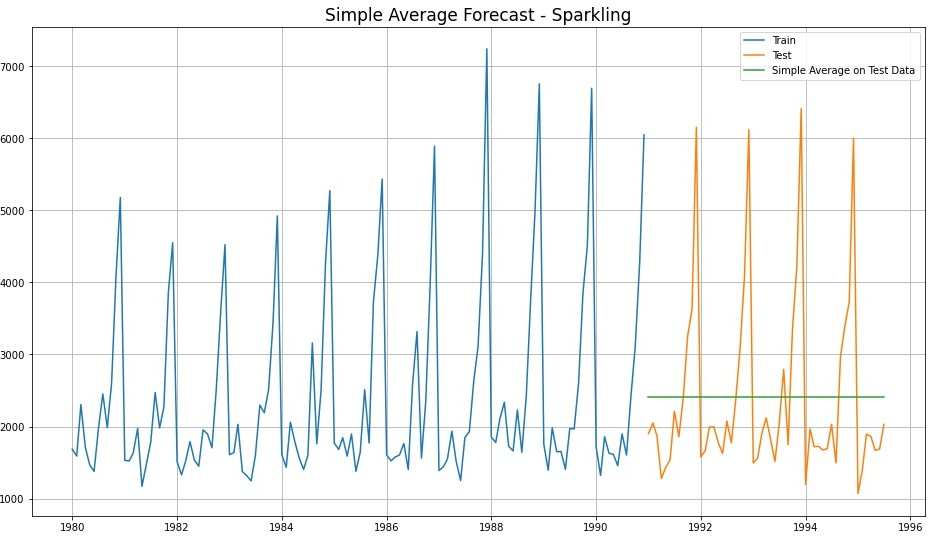 Simple Average Forecast - Sparkling
Train
Test
Simple Average on Test Data
7000
6000
5000
4000
3000
2000
1000
1980 1982 1984 1986 1988 1990 1992 1994 1996